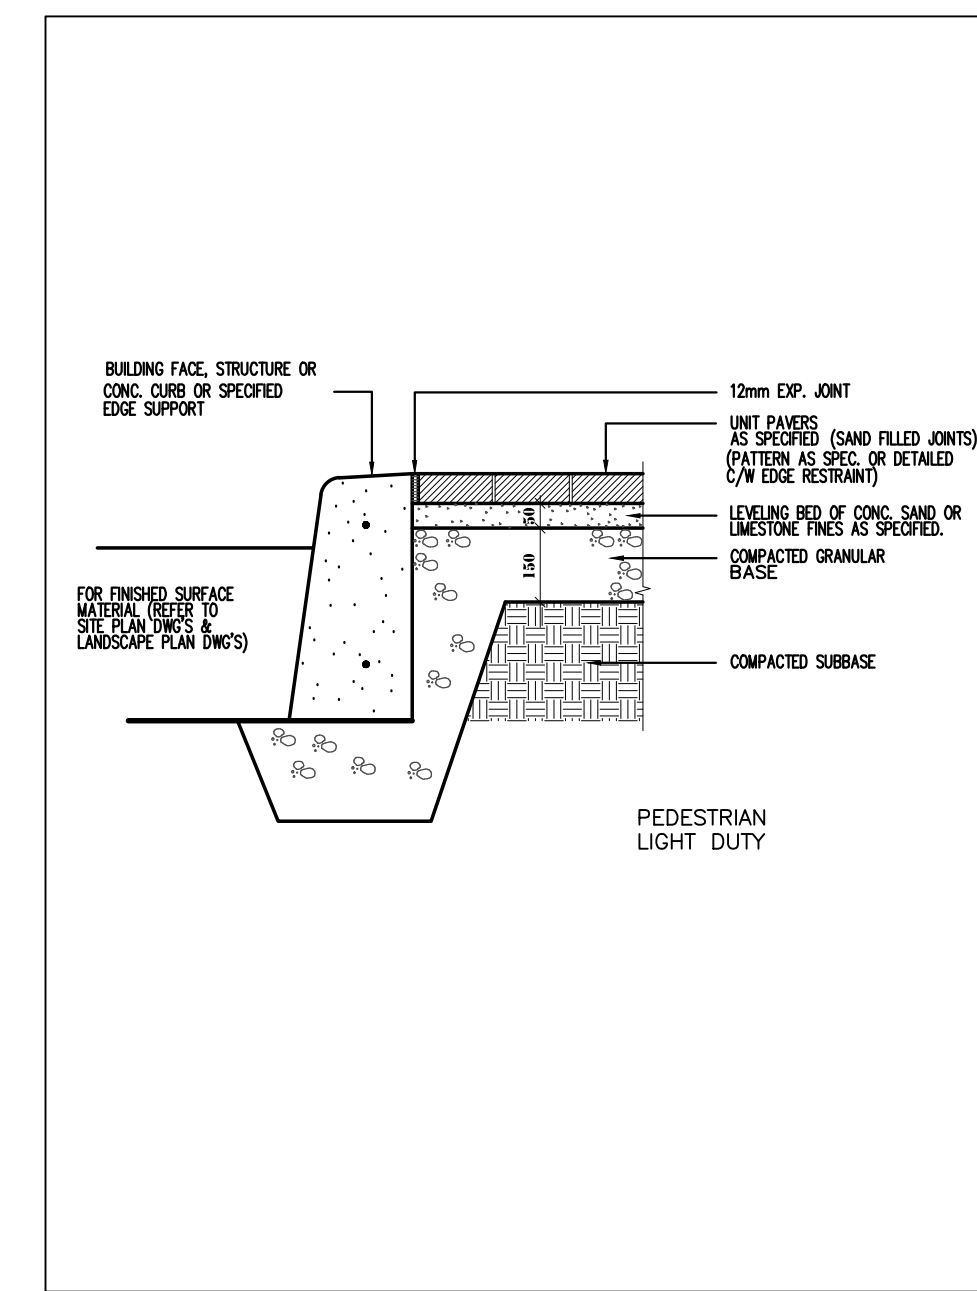 BUILDING FACE, STRUCTURE OR
CONC. CURB OR SPECIFIED
EDGE SUPPORT
12mm EXP. JOINT
UNIT PAVERS
AS SPECIFIED (SAND FILLED JOINTS)
(PATTERN AS SPEC. OR DETAILED
C/W EDGE RESTRAINT)
50
LEVELING BED OF CONC. SAND OR
LIMESTONE FINES AS SPECIFIED.
150
COMPACTED GRANULAR
BASE
FOR FINISHED SURFACE
MATERIAL (REFER TO
SITE PLAN DWG'S &
LANDSCAPE PLAN DWG'S)
COMPACTED SUBBASE
PEDESTRIAN
LIGHT DUTY